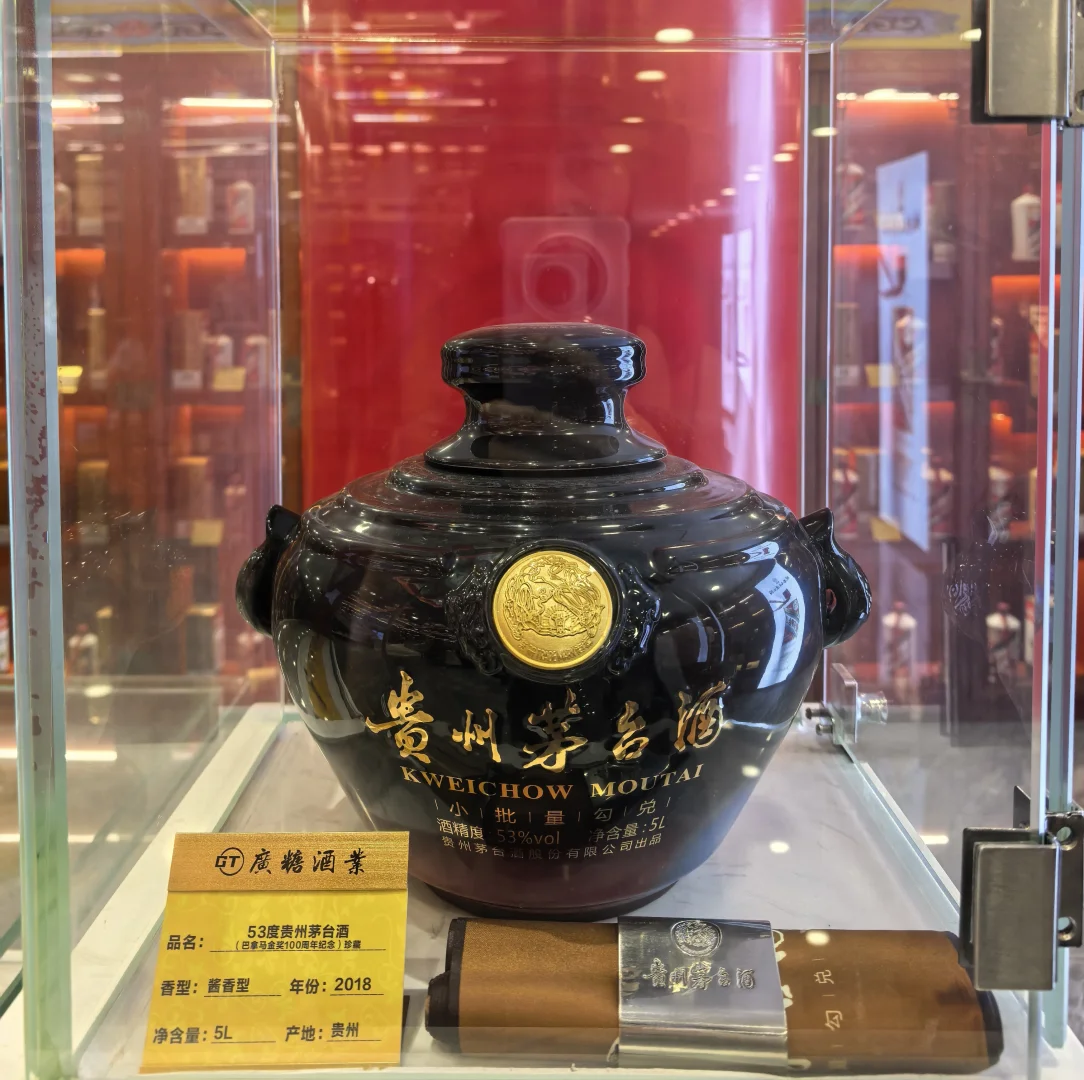 贵州茅台酒
KWEICHOW MOUTAI
小|批|量|勾|兑
酒精度:53%vol 净含量:5L
贵州茅台酒股份有限公司出品
GT 廣糖酒業
品名: 53度贵州茅台酒
(巴拿马金奖100周年纪念)珍藏
香型: 酱香型 年份: 2018
净含量: 5L 产地: 贵州
贵州茅台酒
勾|兑